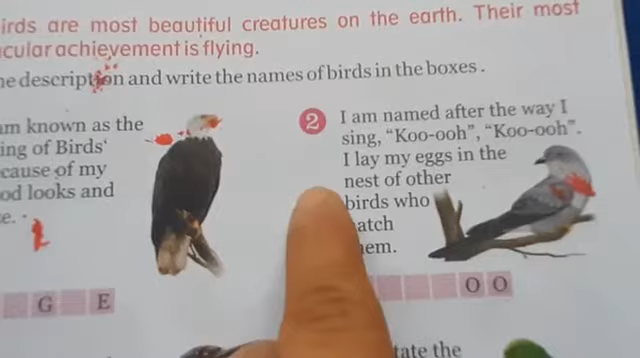 irds are most beautiful creatures on the earth. Their most
cular achievement is flying.
he description and write the names of birds in the boxes.
am known as the
ing of Birds'
cause of my
od looks and
e.
G E
2
I am named after the way I
sing, "Koo-ooh", "Koo-ooh".
I lay my eggs in the
nest of other
birds who
atch
em.
O O
tate the